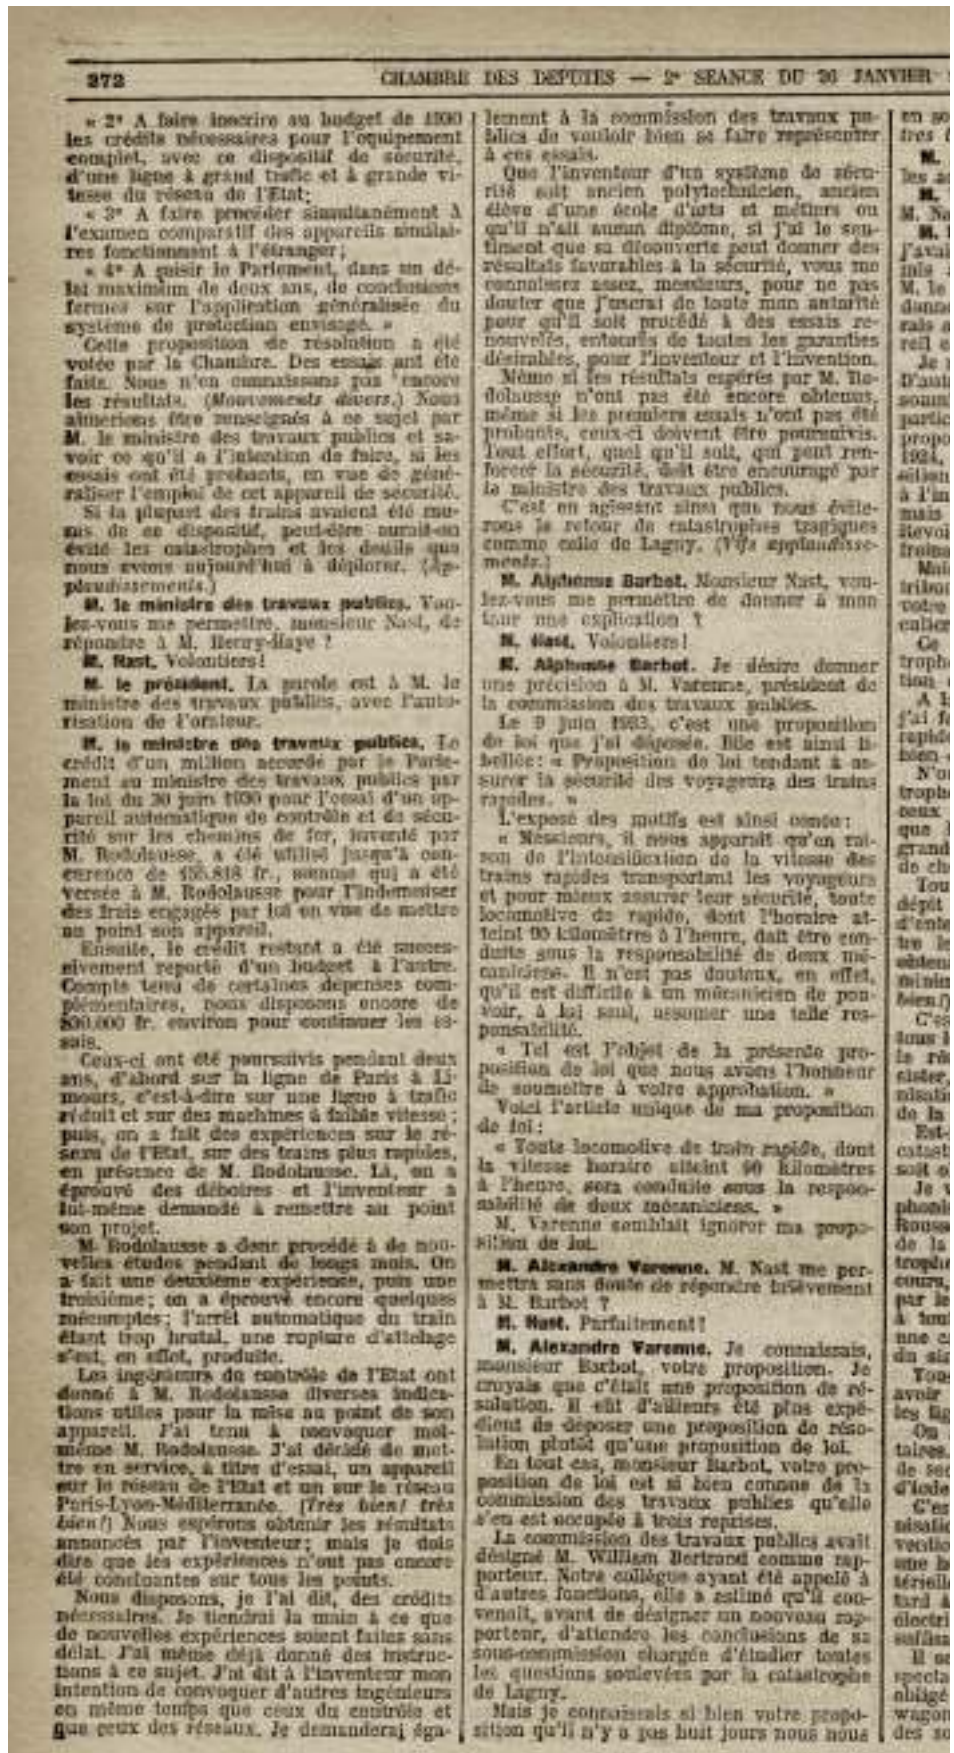 272
CHAMBRE DES DEPUTES — 2e SEANCE DU 26 JANVIER
« 2° A faire inscrire au budget de 1930
les crédits nécessaires pour l'équipement
complet, avec ce dispositif de sécurité,
d'une ligne à grand trafic et à grande vi-
tesse du réseau de l'Etat;
« 3° A faire procéder simultanément à
l'examen comparatif des appareils similai-
res fonctionnant à l'étranger;
« 4° A saisir le Parlement, dans un dé-
lai maximum de deux ans, de conclusions
fermes sur l'application généralisée du
système de protection envisagé. »
Cette proposition de résolution a été
votée par la Chambre. Des essais ont été
faits. Nous n'en connaissons pas encore
les résultats. (Mouvements divers.) Nous
aimerions être renseignés à ce sujet par
M. le ministre des travaux publics et sa-
voir ce qu'il a l'intention de faire, si les
essais ont été probants, en vue de géné-
raliser l'emploi de cet appareil de sécurité.
Si la plupart des trains avaient été mu-
nis de ce dispositif, peut-être aurait-on
évité les catastrophes et les deuils que
nous avons aujourd'hui à déplorer. (Ap-
plaudissements.)
M. le ministre des travaux publics. Vou-
lez-vous me permettre, monsieur Nast, de
répondre à M. Henry-Haye ?
M. Nast. Volontiers!
M. le président. La parole est à M. le
ministre des travaux publics, avec l'auto-
risation de l'orateur.
M. le ministre des travaux publics. Le
crédit d'un million accordé par le Parle-
ment au ministre des travaux publics par
la loi du 30 juin 1930 pour l'essai d'un ap-
pareil automatique de contrôle et de sécu-
rité sur les chemins de fer, inventé par
M. Rodolausse, a été utilisé jusqu'à con-
currence de 155.818 fr., somme qui a été
versée à M. Rodolausse pour l'indemniser
des frais engagés par lui en vue de mettre
au point son appareil.
Ensuite, le crédit restant a été succes-
sivement reporté d'un budget à l'autre.
Compte tenu de certaines dépenses com-
plémentaires, nous disposons encore de
800.000 fr. environ pour continuer les es-
sais.
Ceux-ci ont été poursuivis pendant deux
ans, d'abord sur la ligne de Paris à Li-
mours, c'est-à-dire sur une ligne à trafic
réduit et sur des machines à faible vitesse;
puis, on a fait des expériences sur le ré-
seau de l'Etat, sur des trains plus rapides,
en présence de M. Rodolausse. Là, on a
éprouvé des déboires et l'inventeur a
lui-même demandé à remettre au point
son projet.
M. Rodolausse a donc procédé à de nou-
velles études pendant de longs mois. On
a fait une deuxième expérience, puis une
troisième; on a éprouvé encore quelques
mécomptes; l'arrêt automatique du train
étant trop brutal, une rupture d'attelage
s'est, en effet, produite.
Les ingénieurs du contrôle de l'Etat ont
donné à M. Rodolausse diverses indica-
tions utiles pour la mise au point de son
appareil. J'ai tenu à convoquer moi-
même M. Rodolausse. J'ai décidé de met-
tre en service, à titre d'essai, un appareil
sur le réseau de l'Etat et un sur le réseau
Paris-Lyon-Méditerranée. (Très bien! très
bien!) Nous espérons obtenir les résultats
annoncés par l'inventeur; mais je dois
dire que les expériences n'ont pas encore
été concluantes sur tous les points.
Nous disposons, je l'ai dit, des crédits
nécessaires. Je tiendrai la main à ce que
de nouvelles expériences soient faites sans
délai. J'ai même déjà donné des instruc-
tions à ce sujet. J'ai dit à l'inventeur mon
intention de convoquer d'autres ingénieurs
en même temps que ceux du contrôle et
que ceux des réseaux. Je demanderai éga-
lement à la commission des travaux pu-
blics de vouloir bien se faire représenter
à ces essais.
Que l'inventeur d'un système de sécu-
rité soit ancien polytechnicien, ancien
élève d'une école d'arts et métiers ou
qu'il n'ait aucun diplôme, si j'ai le sen-
timent que sa découverte peut donner des
résultats favorables à la sécurité, vous me
connaissez assez, messieurs, pour ne pas
douter que j'userai de toute mon autorité
pour qu'il soit procédé à des essais re-
nouvelés, entourés de toutes les garanties
désirables, pour l'inventeur et l'invention.
Même si les résultats espérés par M. Ro-
dolausse n'ont pas été encore obtenus,
même si les premiers essais n'ont pas été
probants, ceux-ci doivent être poursuivis.
Tout effort, quel qu'il soit, qui peut ren-
forcer la sécurité, doit être encouragé par
le ministre des travaux publics.
C'est en agissant ainsi que nous évite-
rons le retour de catastrophes tragiques
comme celle de Lagny. (Vifs applaudisse-
ments.)
M. Alphonse Barbot. Monsieur Nast, vou-
lez-vous me permettre de donner à mon
tour une explication ?
M. Nast. Volontiers!
M. Alphonse Barbot. Je désire donner
une précision à M. Varenne, président de
la commission des travaux publics.
Le 9 juin 1933, c'est une proposition
de loi que j'ai déposée. Elle est ainsi li-
bellée: « Proposition de loi tendant à as-
surer la sécurité des voyageurs des trains
rapides. »
L'exposé des motifs est ainsi conçu:
« Messieurs, il nous apparaît qu'en rai-
son de l'intensification de la vitesse des
trains rapides transportant les voyageurs
et pour mieux assurer leur sécurité, toute
locomotive de rapide, dont l'horaire at-
teint 90 kilomètres à l'heure, doit être con-
duite sous la responsabilité de deux mé-
caniciens. Il n'est pas douteux, en effet,
qu'il est difficile à un mécanicien de pou-
voir, à lui seul, assumer une telle res-
ponsabilité.
« Tel est l'objet de la présente pro-
position de loi que nous avons l'honneur
de soumettre à votre approbation. »
Voici l'article unique de ma proposition
de loi:
« Toute locomotive de train rapide, dont
la vitesse horaire atteint 90 kilomètres
à l'heure, sera conduite sous la respon-
sabilité de deux mécaniciens. »
M. Varenne semblait ignorer ma propo-
sition de loi.
M. Alexandre Varenne. M. Nast me per-
mettra sans doute de répondre brièvement
à M. Barbot ?
M. Nast. Parfaitement!
M. Alexandre Varenne. Je connaissais,
monsieur Barbot, votre proposition. Je
croyais que c'était une proposition de ré-
solution. Il eût d'ailleurs été plus expé-
dient de déposer une proposition de réso-
lution plutôt qu'une proposition de loi.
En tout cas, monsieur Barbot, votre pro-
position de loi est si bien connue de la
commission des travaux publics qu'elle
s'en est occupée à trois reprises.
La commission des travaux publics avait
désigné M. William Bertrand comme rap-
porteur. Notre collègue ayant été appelé à
d'autres fonctions, elle a estimé qu'il con-
venait, avant de désigner un nouveau rap-
porteur, d'attendre les conclusions de sa
sous-commission chargée d'étudier toutes
les questions soulevées par la catastrophe
de Lagny.
Mais je connaissais si bien votre propo-
sition qu'il n'y a pas huit jours nous nous